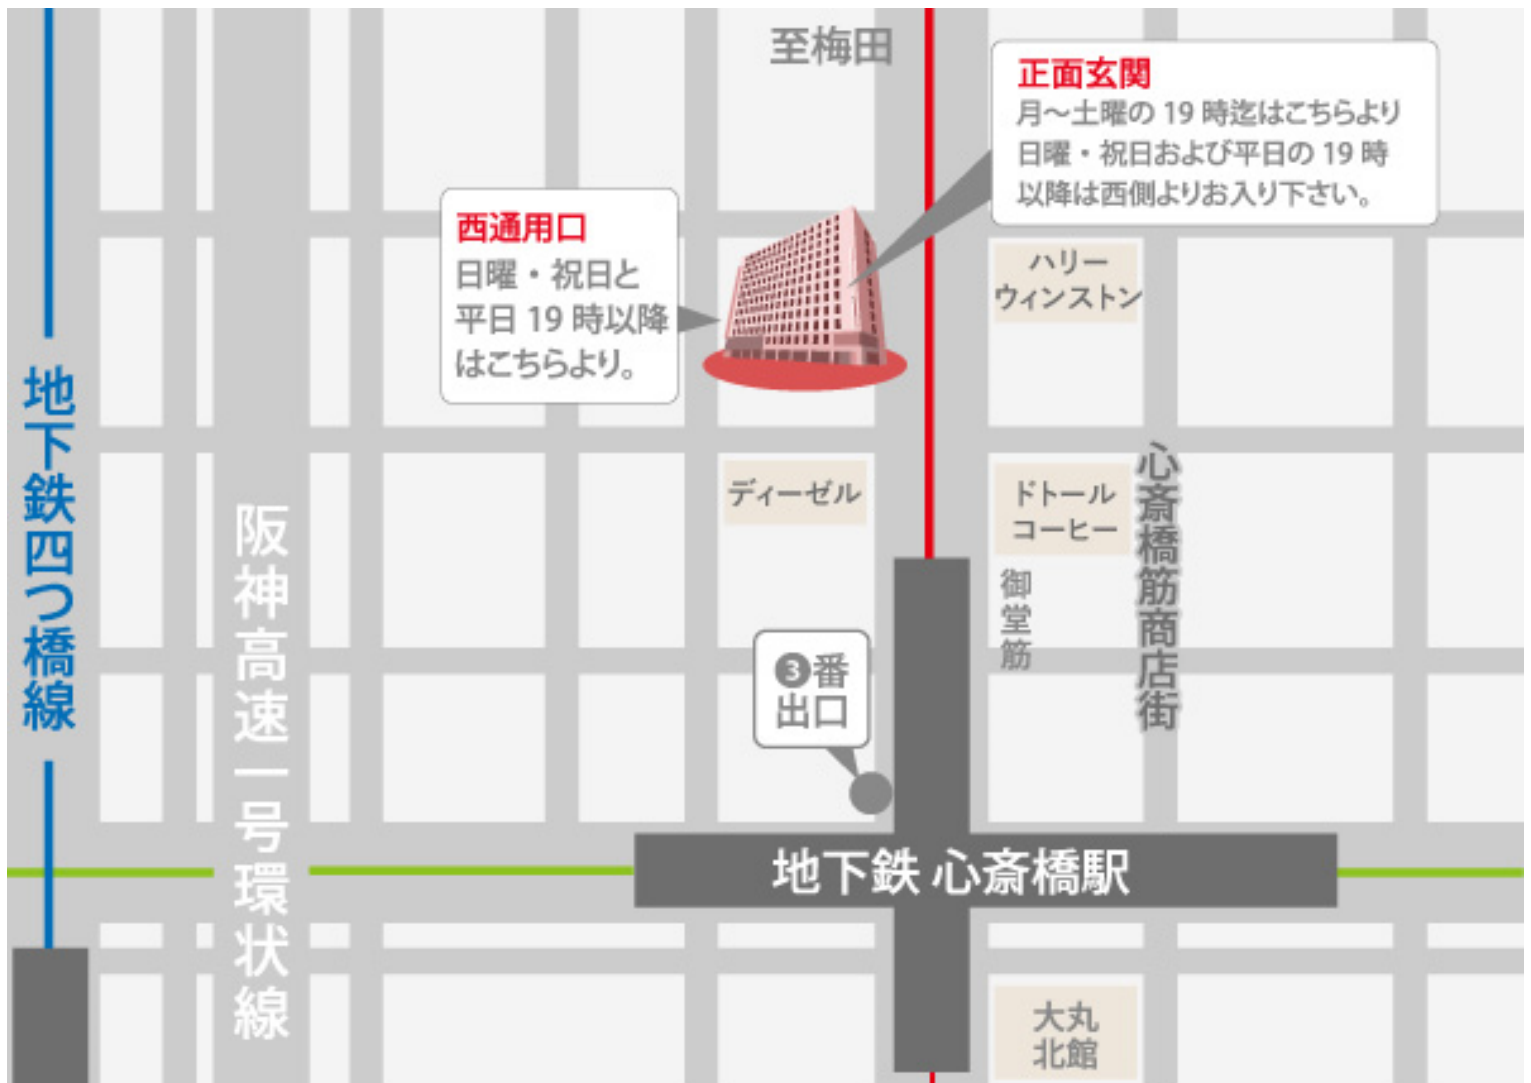 至梅田
正面玄関
月～土曜の 19 時迄はこちらより
日曜・祝日および平日の 19 時
以降は西側よりお入り下さい。
西通用口
日曜・祝日と
平日 19 時以降
はこちらより。
ハリー
ウィンストン
地下鉄四つ橋線
阪神高速一号環状線
ディーゼル
ドトール
コーヒー
心斎橋筋商店街
御堂筋
❸番
出口
地下鉄 心斎橋駅
大丸
北館